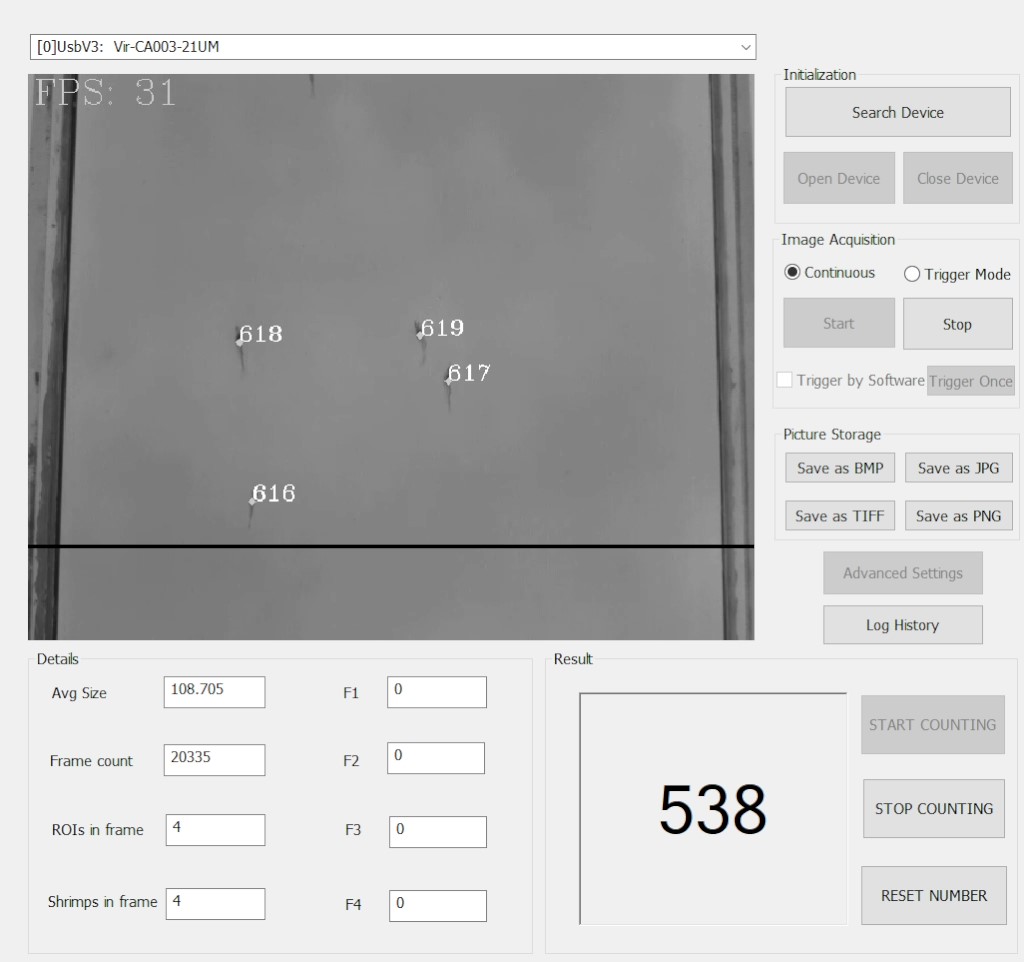 [0]UsbV3: Vir-CA003-21UM
FPS: 31
618
619
617
616
Initialization
Search Device
Open Device
Close Device
Image Acquisition
Continuous
Trigger Mode
Start
Stop
Trigger by Software
Trigger Once
Picture Storage
Save as BMP
Save as JPG
Save as TIFF
Save as PNG
Advanced Settings
Log History
Details
Avg Size
108.705
F1
0
Frame count
20335
F2
0
ROIs in frame
4
F3
0
Shrimps in frame
4
F4
0
Result
538
START COUNTING
STOP COUNTING
RESET NUMBER